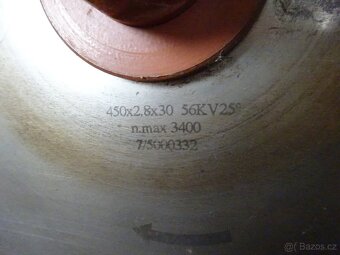 450x2,8x30 56KV25°
n.max 3400
7/5000332
© Bazos.cz